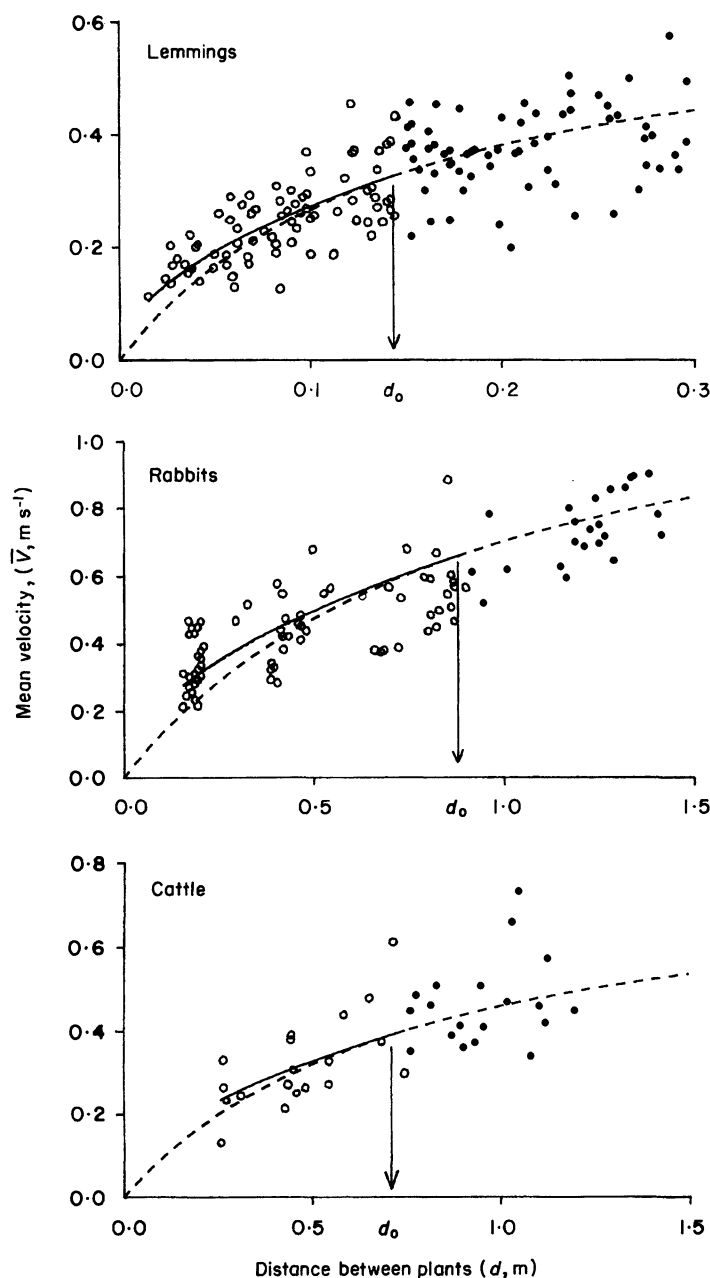 0·6
Lemmings
0·4
0·2
0·0
0·0 0·1 d₀ 0·2 0·3
1·0
Rabbits
0·8
0·6
0·4
0·2
0·0
0·0 0·5 d₀ 1·0 1·5
Mean velocity, (V̅, m s⁻¹)
0·8
Cattle
0·6
0·4
0·2
0·0
0·0 0·5 d₀ 1·0 1·5
Distance between plants (d, m)